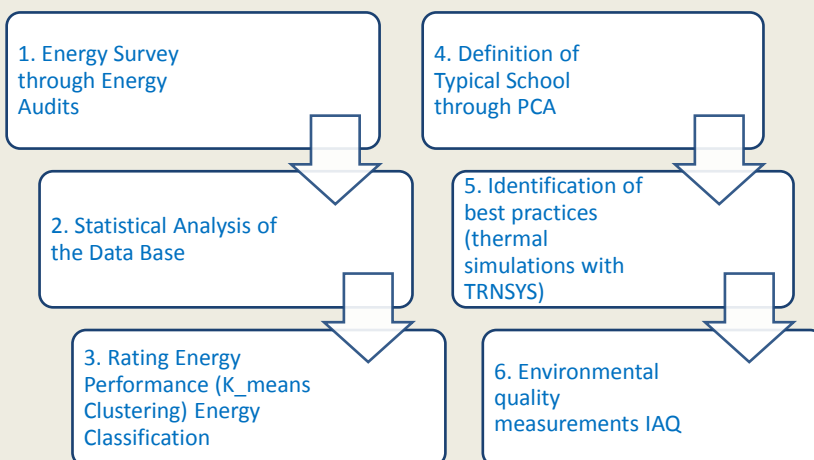 1. Energy Survey
through Energy
Audits
2. Statistical Analysis of
the Data Base
3. Rating Energy
Performance (K_means
Clustering) Energy
Classification
4. Definition of
Typical School
through PCA
5. Identification of
best practices
(thermal
simulations with
TRNSYS)
6. Environmental
quality
measurements IAQ